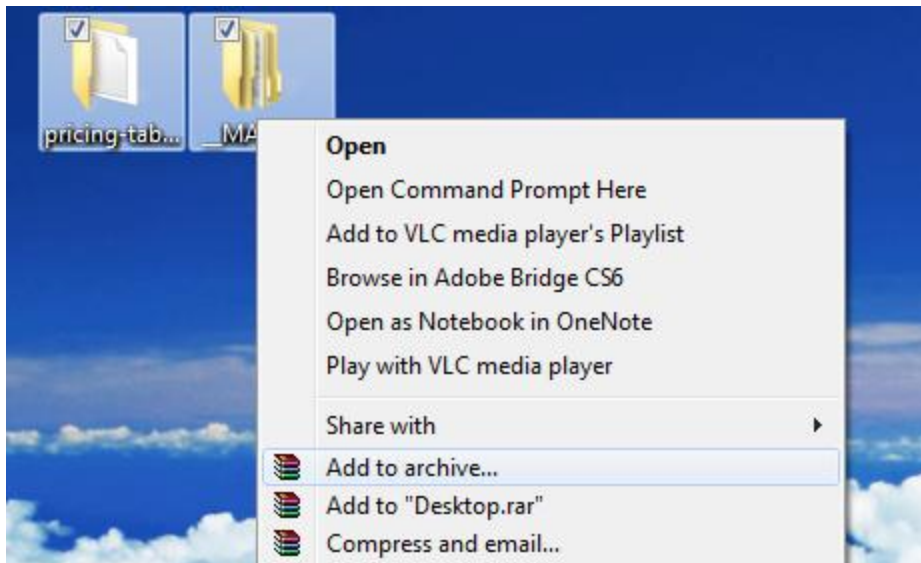 pricing-tab...
__MA
Open
Open Command Prompt Here
Add to VLC media player's Playlist
Browse in Adobe Bridge CS6
Open as Notebook in OneNote
Play with VLC media player
Share with
Add to archive...
Add to "Desktop.rar"
Compress and email...